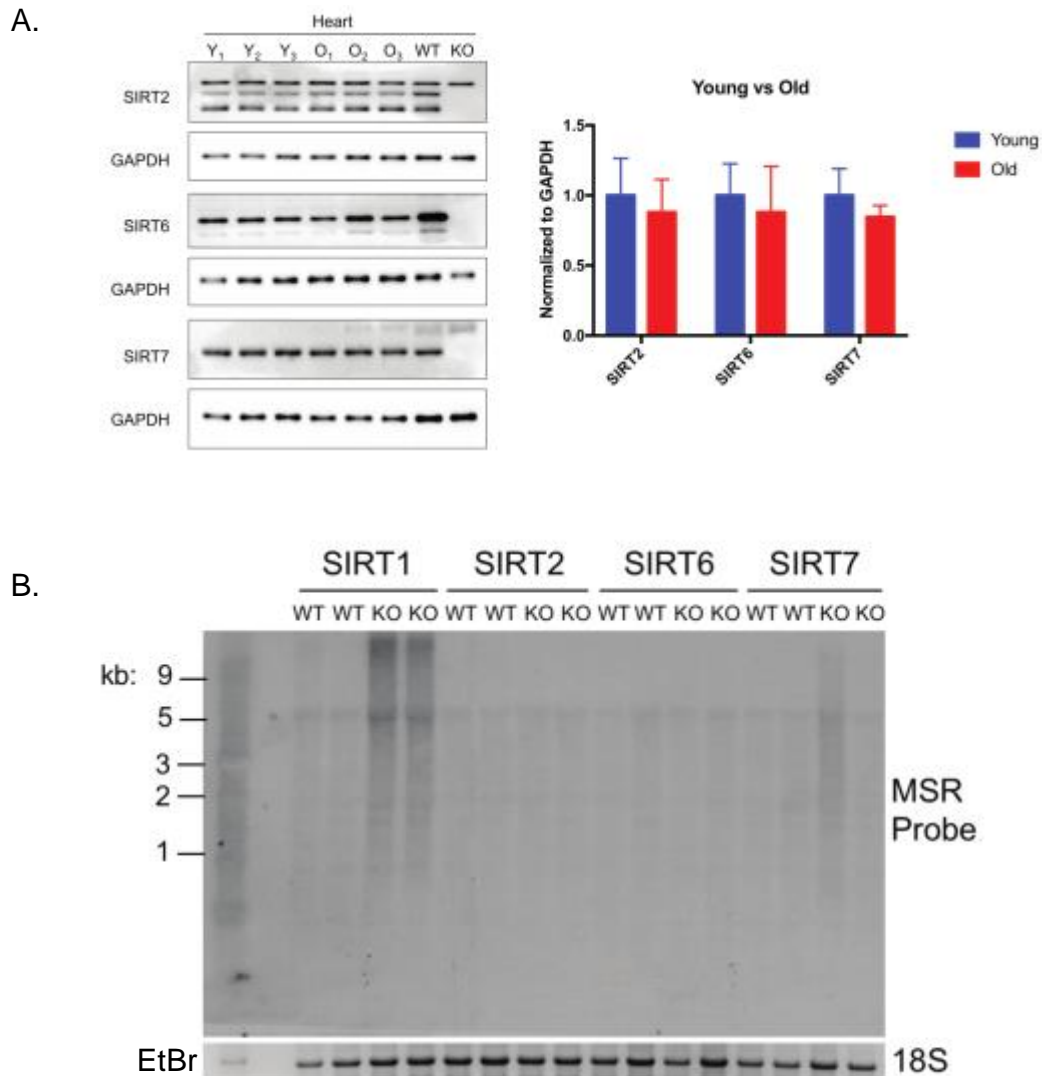 A.
Heart
Y1 Y2 Y3 O1 O2 O3 WT KO
SIRT2
GAPDH
SIRT6
GAPDH
SIRT7
GAPDH
Young vs Old
Normalized to GAPDH
1.5
1.0
0.5
0.0
SIRT2 SIRT6 SIRT7
Young
Old
B.
SIRT1 SIRT2 SIRT6 SIRT7
WT WT KO KO WT WT KO KO WT WT KO KO WT WT KO KO
kb: 9
5
3
2
1
MSR
Probe
EtBr 18S